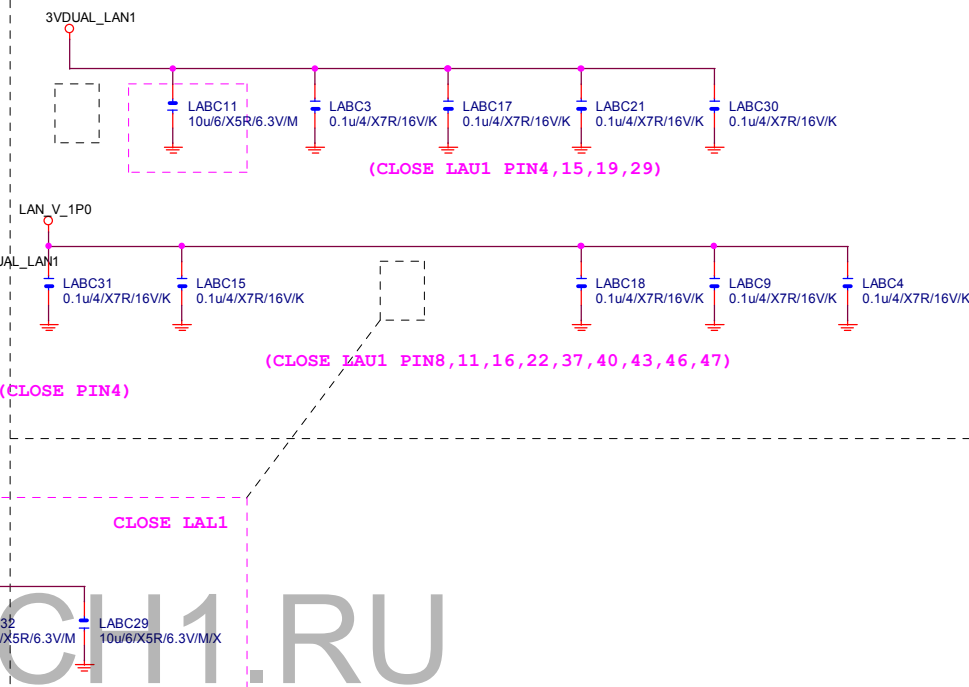 3VDUAL_LAN1
LABC11
10u/6/X5R/6.3V/M
LABC3
0.1u/4/X7R/16V/K
LABC17
0.1u/4/X7R/16V/K
LABC21
0.1u/4/X7R/16V/K
LABC30
0.1u/4/X7R/16V/K
(CLOSE LAU1 PIN4,15,19,29)
LAN_V_1P0
UAL_LAN1
LABC31
0.1u/4/X7R/16V/K
LABC15
0.1u/4/X7R/16V/K
LABC18
0.1u/4/X7R/16V/K
LABC9
0.1u/4/X7R/16V/K
LABC4
0.1u/4/X7R/16V/K
(CLOSE LAU1 PIN8,11,16,22,37,40,43,46,47)
(CLOSE PIN4)
CLOSE LAL1
32
/X5R/6.3V/M
LABC29
10u/6/X5R/6.3V/M/X
CH1.RU